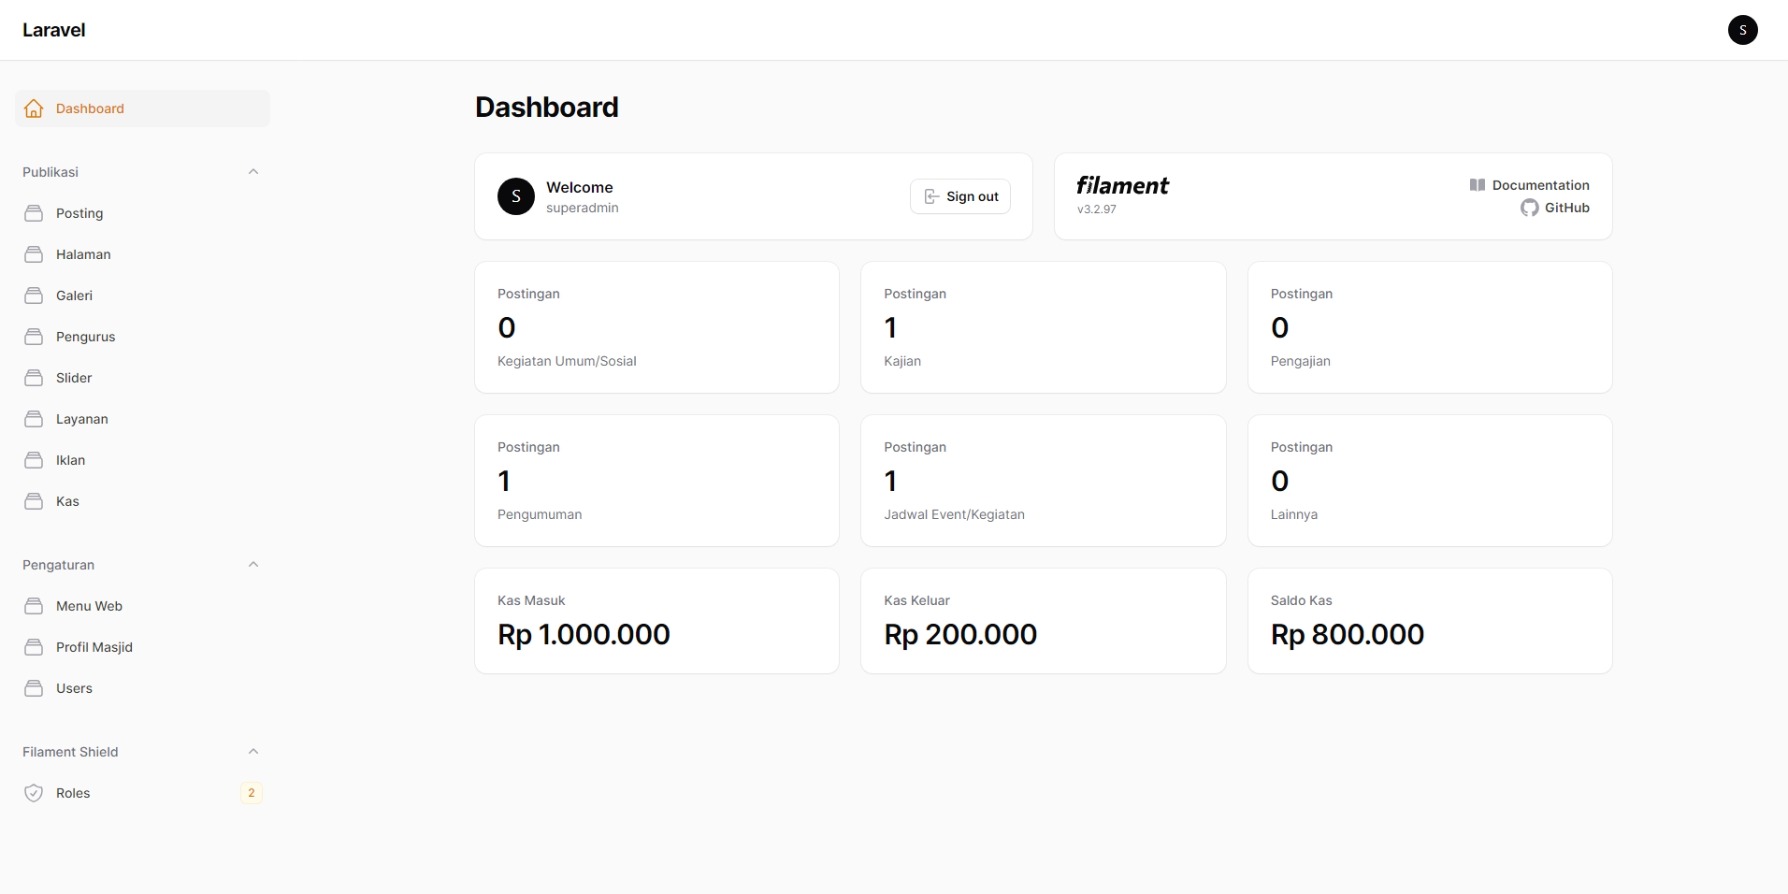 Laravel
S
Dashboard
Publikasi
Posting
Halaman
Galeri
Pengurus
Slider
Layanan
Iklan
Kas
Pengaturan
Menu Web
Profil Masjid
Users
Filament Shield
Roles 2
Dashboard
S
Welcome
superadmin
Sign out
filament
v3.2.97
Documentation
GitHub
Postingan
0
Kegiatan Umum/Sosial
Postingan
1
Kajian
Postingan
0
Pengajian
Postingan
1
Pengumuman
Postingan
1
Jadwal Event/Kegiatan
Postingan
0
Lainnya
Kas Masuk
Rp 1.000.000
Kas Keluar
Rp 200.000
Saldo Kas
Rp 800.000